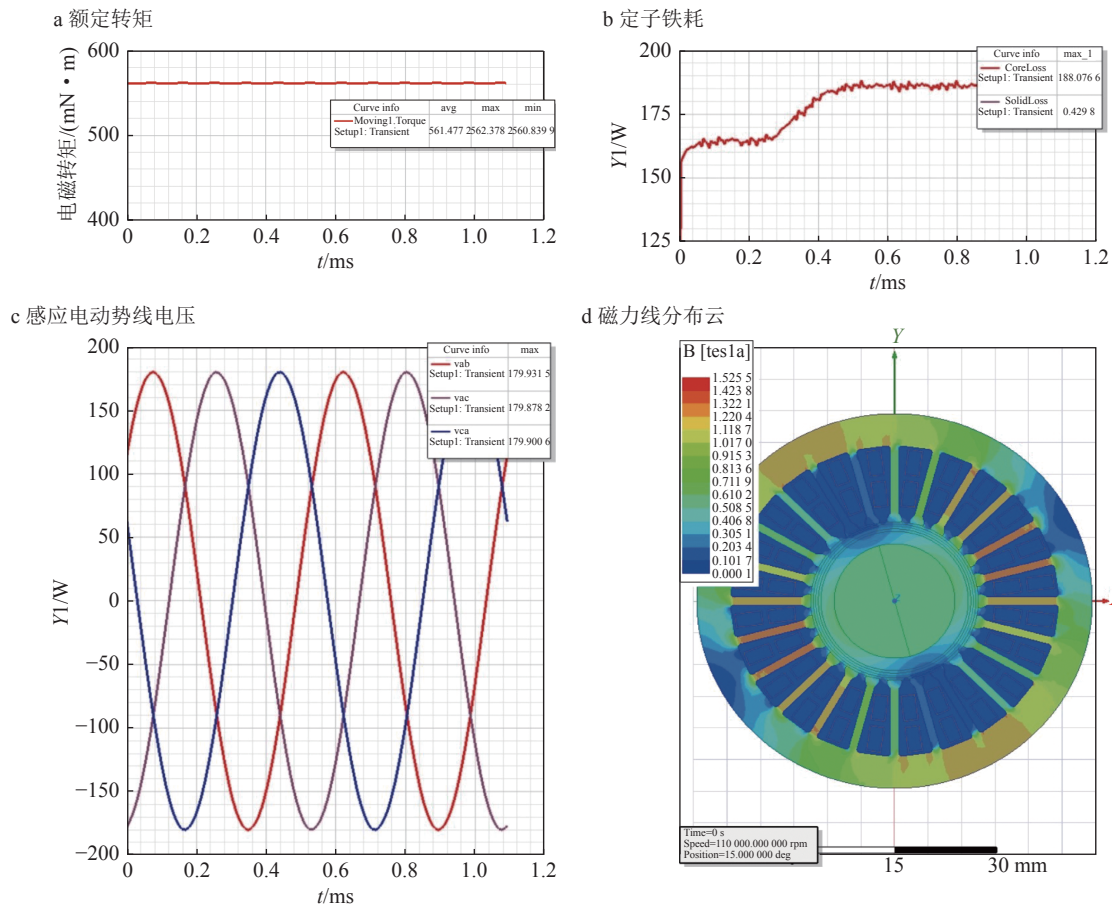 a 额定转矩
600
500
400
电磁转矩/(mN•m)
0 0.2 0.4 0.6 0.8 1.0 1.2
t/ms
Curve info avg max min
Moving1.Torque
Setup1: Transient 561.477 2562.378 2560.839 9
b 定子铁耗
200
175
150
125
Y1/W
0 0.2 0.4 0.6 0.8 1.0 1.2
t/ms
Curve info max_1
CoreLoss
Setup1: Transient 188.076 6
SolidLoss
Setup1: Transient 0.429 8
c 感应电动势线电压
200
150
100
50
0
−50
−100
−150
−200
Y1/W
0 0.2 0.4 0.6 0.8 1.0 1.2
t/ms
Curve info max
vab
Setup1: Transient 179.931 5
vac
Setup1: Transient 179.878 2
vca
Setup1: Transient 179.900 6
d 磁力线分布云
Y
B [tes1a]
1.525 5
1.423 8
1.322 1
1.220 4
1.118 7
1.017 0
0.915 3
0.813 6
0.711 9
0.610 2
0.508 5
0.406 8
0.305 1
0.203 4
0.101 7
0.000 1
Time=0 s
Speed=110 000.000 000 rpm
Position=15.000 000 deg
15 30 mm